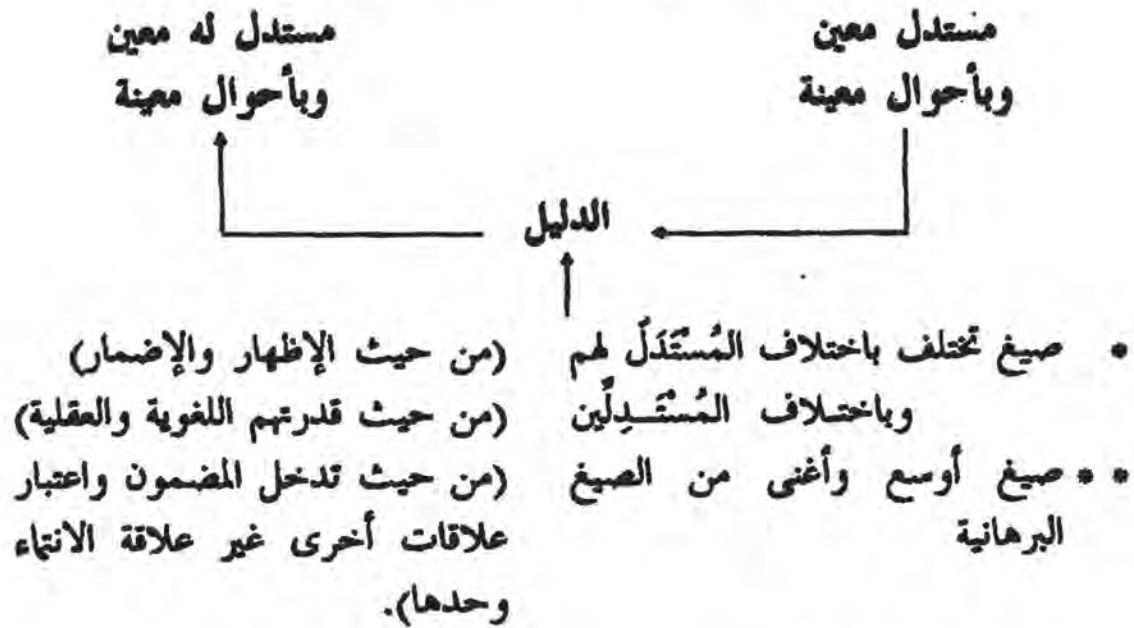 مستدل معين
وبأحوال معينة
مستدل له معين
وبأحوال معينة
الدليل
* صيغ تختلف باختلاف المُسْتَدَلّ لهم
وباختلاف المُسْتَــدِلِّين
* * صيغ أوسع وأغنى من الصيغ
البرهانية
(من حيث الإظهار والإضمار)
(من حيث قدرتهم اللغوية والعقلية)
(من حيث تدخل المضمون واعتبار
علاقات أخرى غير علاقة الانتماء
وحدها).